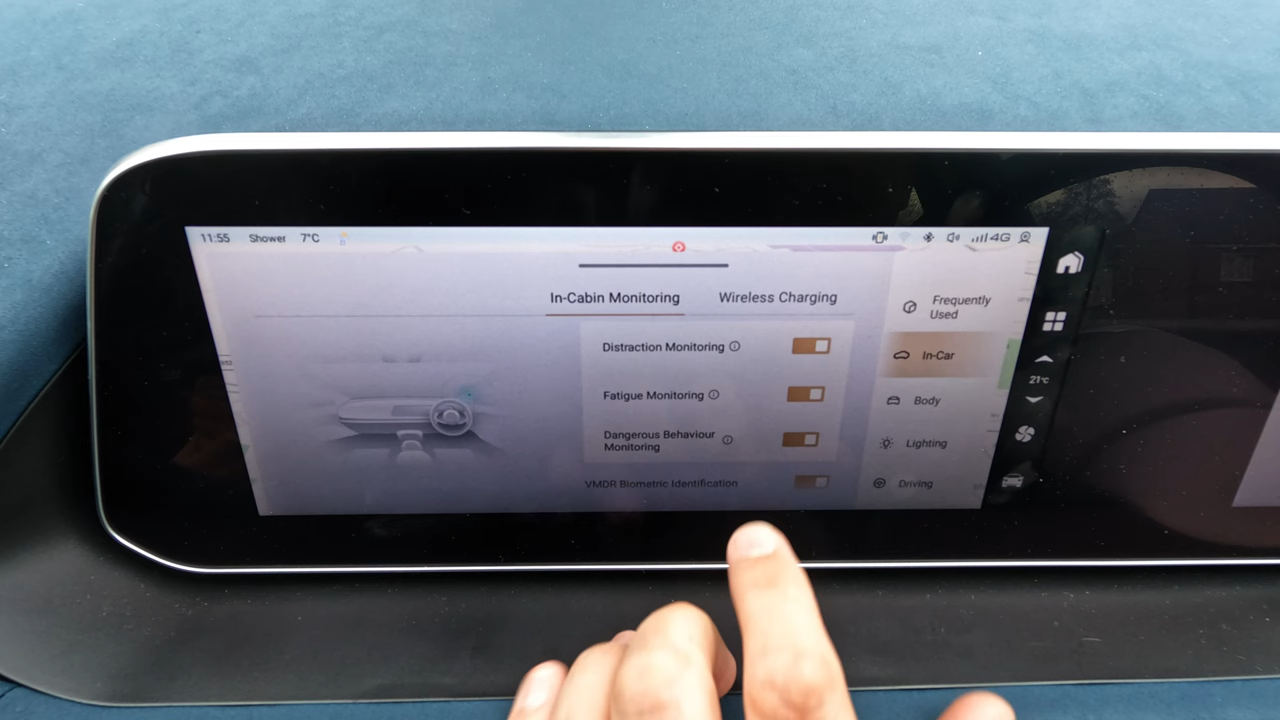 11:55 Shower 7°C 4G
In-Cabin Monitoring Wireless Charging
Distraction Monitoring
Fatigue Monitoring
Dangerous Behaviour
Monitoring
VMDR Biometric Identification
Frequently
Used
In-Car
Body
Lighting
Driving
21°C